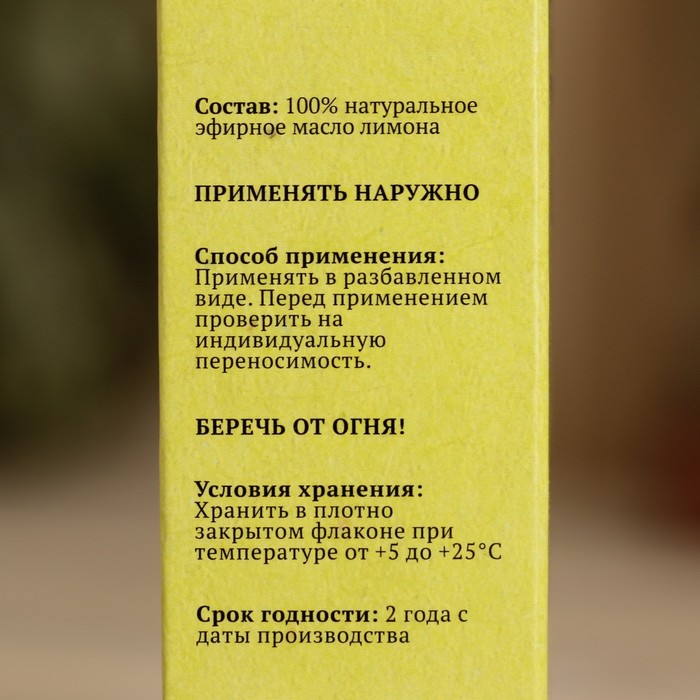 Состав: 100% натуральное
эфирное масло лимона
ПРИМЕНЯТЬ НАРУЖНО
Способ применения:
Применять в разбавленном
виде. Перед применением
проверить на
индивидуальную
переносимость.
БЕРЕЧЬ ОТ ОГНЯ!
Условия хранения:
Хранить в плотно
закрытом флаконе при
температуре от +5 до +25°С
Срок годности: 2 года с
даты производства